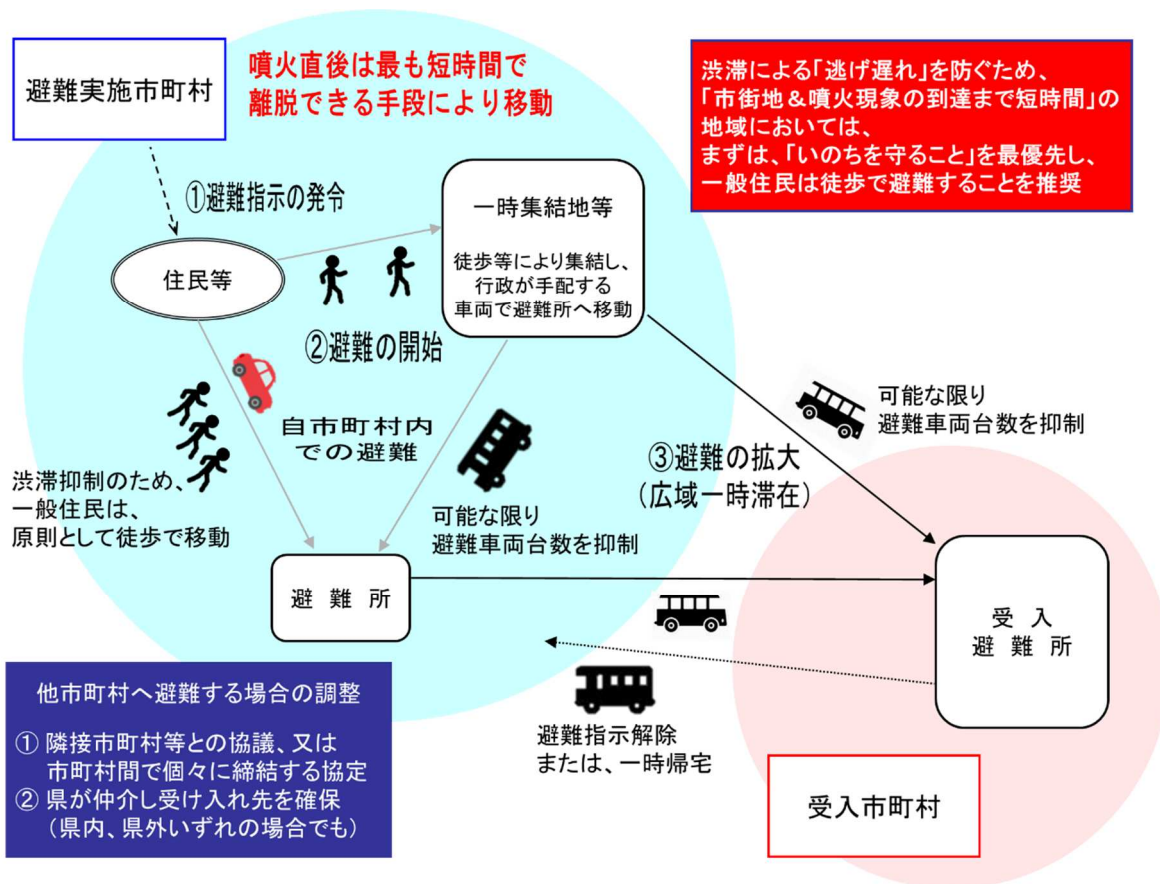 避難実施市町村
噴火直後は最も短時間で
離脱できる手段により移動
渋滞による「逃げ遅れ」を防ぐため、
「市街地＆噴火現象の到達まで短時間」の
地域においては、
まずは、「いのちを守ること」を最優先し、
一般住民は徒歩で避難することを推奨
①避難指示の発令
住民等
一時集結地等
徒歩等により集結し、
行政が手配する
車両で避難所へ移動
②避難の開始
自市町村内
での避難
渋滞抑制のため、
一般住民は、
原則として徒歩で移動
可能な限り
避難車両台数を抑制
③避難の拡大
（広域一時滞在）
可能な限り
避難車両台数を抑制
避難所
受入
避難所
避難指示解除
または、一時帰宅
他市町村へ避難する場合の調整
① 隣接市町村等との協議、又は
市町村間で個々に締結する協定
② 県が仲介し受け入れ先を確保
（県内、県外いずれの場合でも）
受入市町村